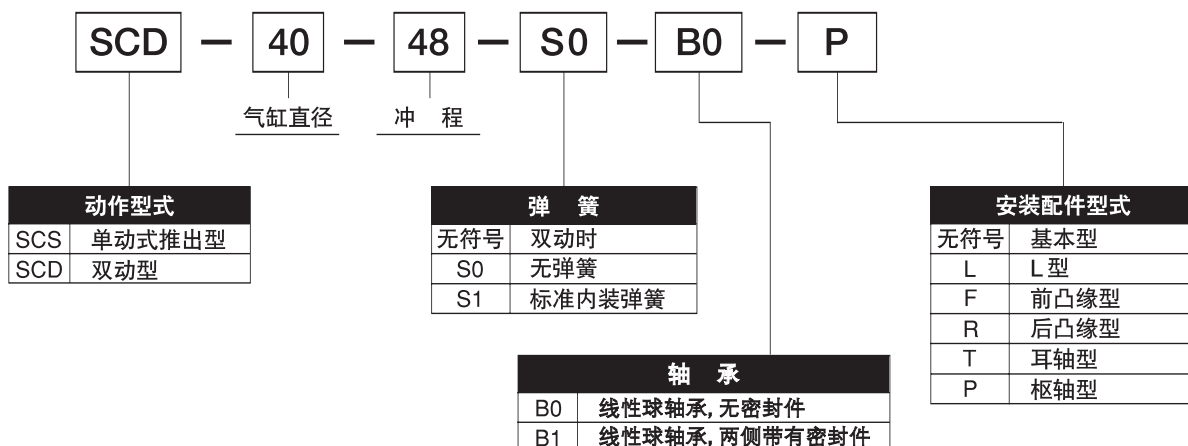 SCD - 40 - 48 - S0 - B0 - P
气缸直径
冲 程
动作型式
SCS 单动式推出型
SCD 双动型
弹 簧
无符号 双动时
S0 无弹簧
S1 标准内装弹簧
安装配件型式
无符号 基本型
L L型
F 前凸缘型
R 后凸缘型
T 耳轴型
P 枢轴型
轴 承
B0 线性球轴承, 无密封件
B1 线性球轴承, 两侧带有密封件